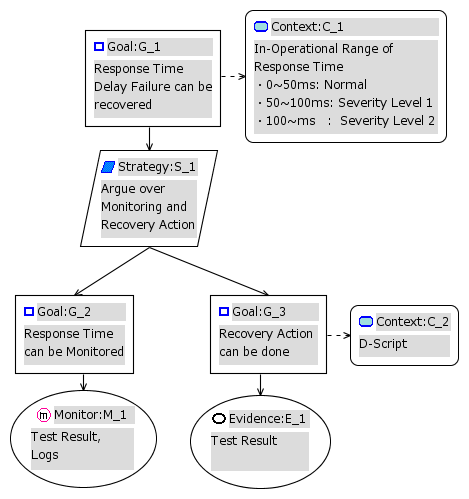 Goal:G_1
Response Time
Delay Failure can be
recovered
Context:C_1
In-Operational Range of
Response Time
・0~50ms: Normal
・50~100ms: Severity Level 1
・100~ms : Severity Level 2
Strategy:S_1
Argue over
Monitoring and
Recovery Action
Goal:G_2
Response Time
can be Monitored
Goal:G_3
Recovery Action
can be done
Context:C_2
D-Script
m Monitor:M_1
Test Result,
Logs
Evidence:E_1
Test Result